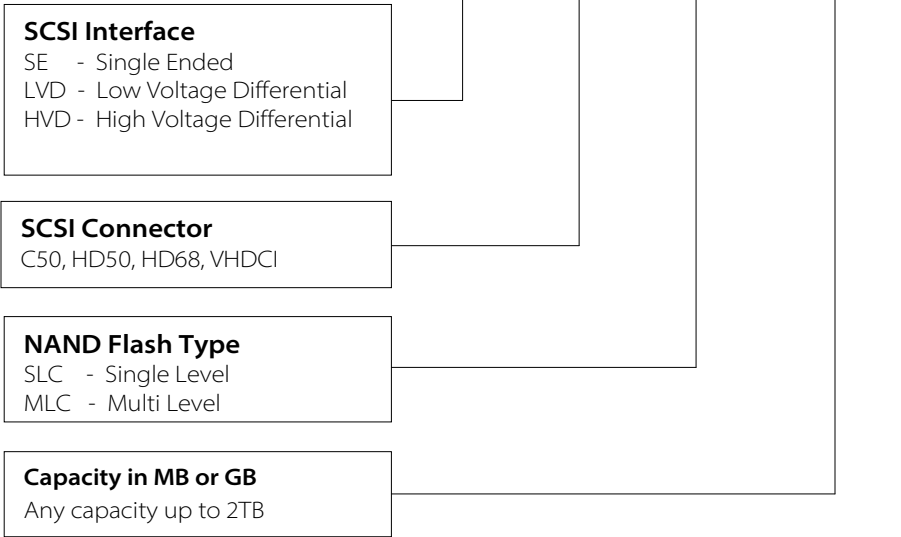 SCSI Interface
SE - Single Ended
LVD - Low Voltage Differential
HVD - High Voltage Differential
SCSI Connector
C50, HD50, HD68, VHDCI
NAND Flash Type
SLC - Single Level
MLC - Multi Level
Capacity in MB or GB
Any capacity up to 2TB